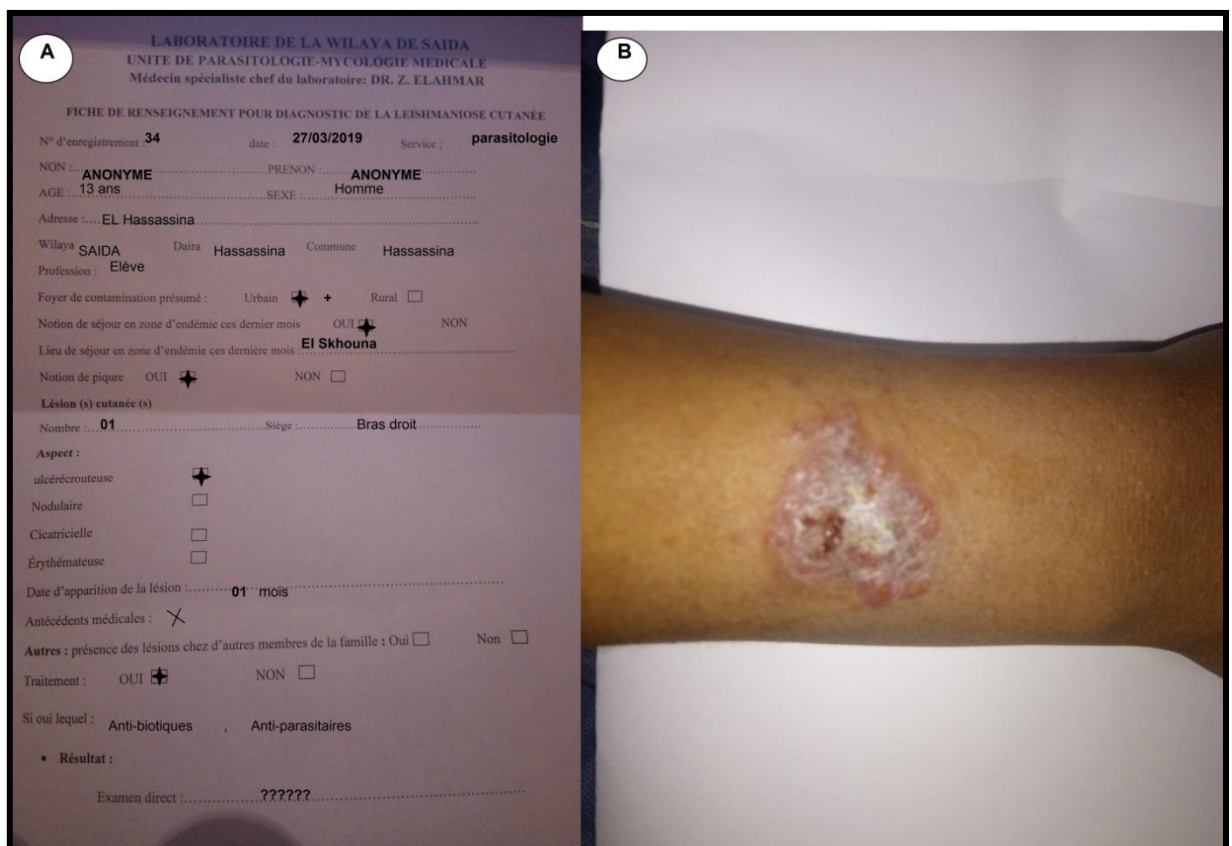 A
LABORATOIRE DE LA WILAYA DE SAIDA
UNITE DE PARASITOLOGIE-MYCOLOGIE MEDICALE
Médecin spécialiste chef du laboratoire: DR. Z. ELAHMAR
FICHE DE RENSEIGNEMENT POUR DIAGNOSTIC DE LA LEISHMANIOSE CUTANÉE
N° d'enregistrement : 34 date : 27/03/2019 Service ; parasitologie
NON : ANONYME PRENON : ANONYME
AGE : 13 ans SEXE : Homme
Adresse :.... EL Hassassina
Wilaya SAIDA Daira Hassassina Commune Hassassina
Profession : Elève
Foyer de contamination présumé : Urbain + Rural
Notion de séjour en zone d'endémie ces dernier mois OUI NON
Lieu de séjour en zone d'endémie ces dernière mois El Skhouna
Notion de piqure OUI NON
Lésion (s) cutanée (s)
Nombre :... 01 Siège : Bras droit
Aspect :
ulcérécrouteuse
Nodulaire
Cicatricielle
Érythémateuse
Date d'apparition de la lésion : 01 mois
Antécédents médicales : X
Autres : présence des lésions chez d'autres membres de la famille : Oui Non
Traitement : OUI NON
Si oui lequel : Anti-biotiques , Anti-parasitaires
• Résultat :
Examen direct : ??????
B